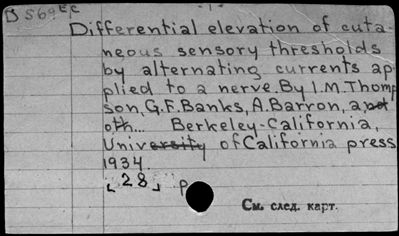 B 569 EC
- 1 -
Differential elevation of cuta-
neous sensory thresholds
by alternating currents ap-
plied to a nerve. By I.M. Thomp
son, G.F. Banks, A. Barron, and
oth... Berkeley-California,
University of California press
1934
[28] p
См. след. карт.